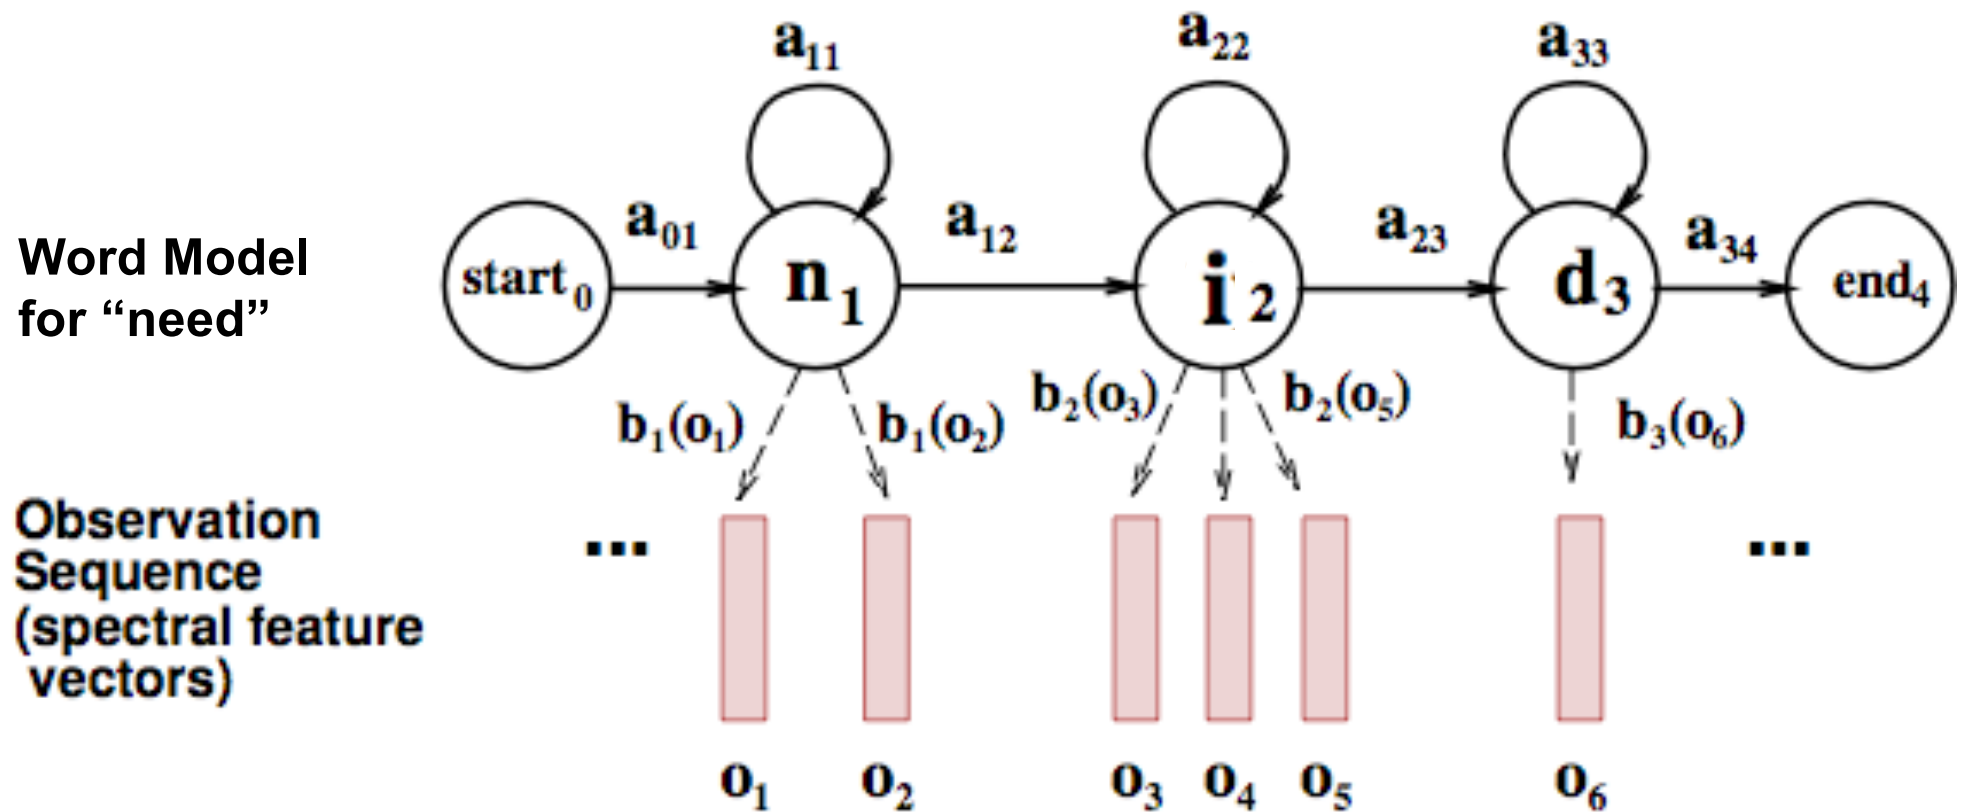 a11 a22 a33
a01 a12 a23 a34
Word Model
for “need”
start0 n1 i2 d3 end4
b1(o1) b1(o2) b2(o3) b2(o5) b3(o6)
Observation
Sequence
(spectral feature
vectors)
... ...
o1 o2 o3 o4 o5 o6